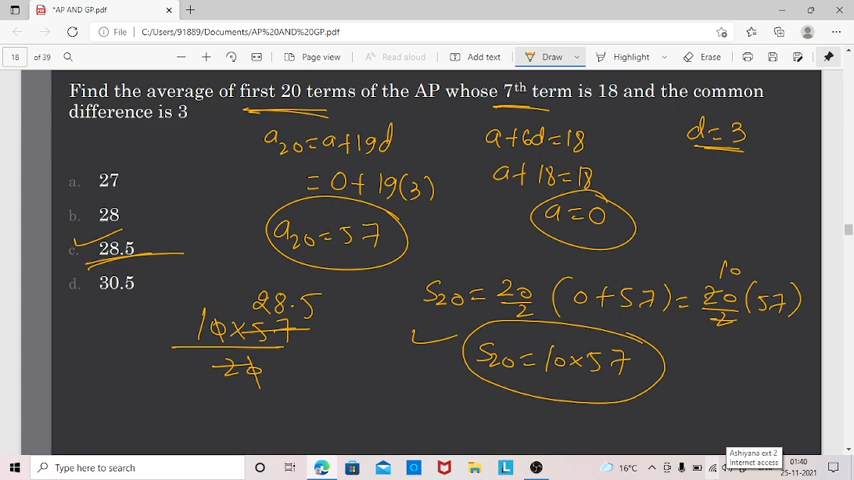 *AP AND GP.pdf
File C:/Users/91889/Documents/AP%20AND%20GP.pdf
18 of 39 Page view Read aloud Add text Draw Highlight Erase
Find the average of first 20 terms of the AP whose 7th term is 18 and the common
difference is 3
a. 27
b. 28
c. 28.5
d. 30.5
a20=a+19d
=0+19(3)
a20=57
a+6d=18
a+18=18
a=0
d=3
S20=20/2 (0+57)=20/2 (57)
10
S20=10×57
28.5
10×57
20
Ashiyana ext 2
Internet access
Type here to search
16°C
01:40
25-11-2021